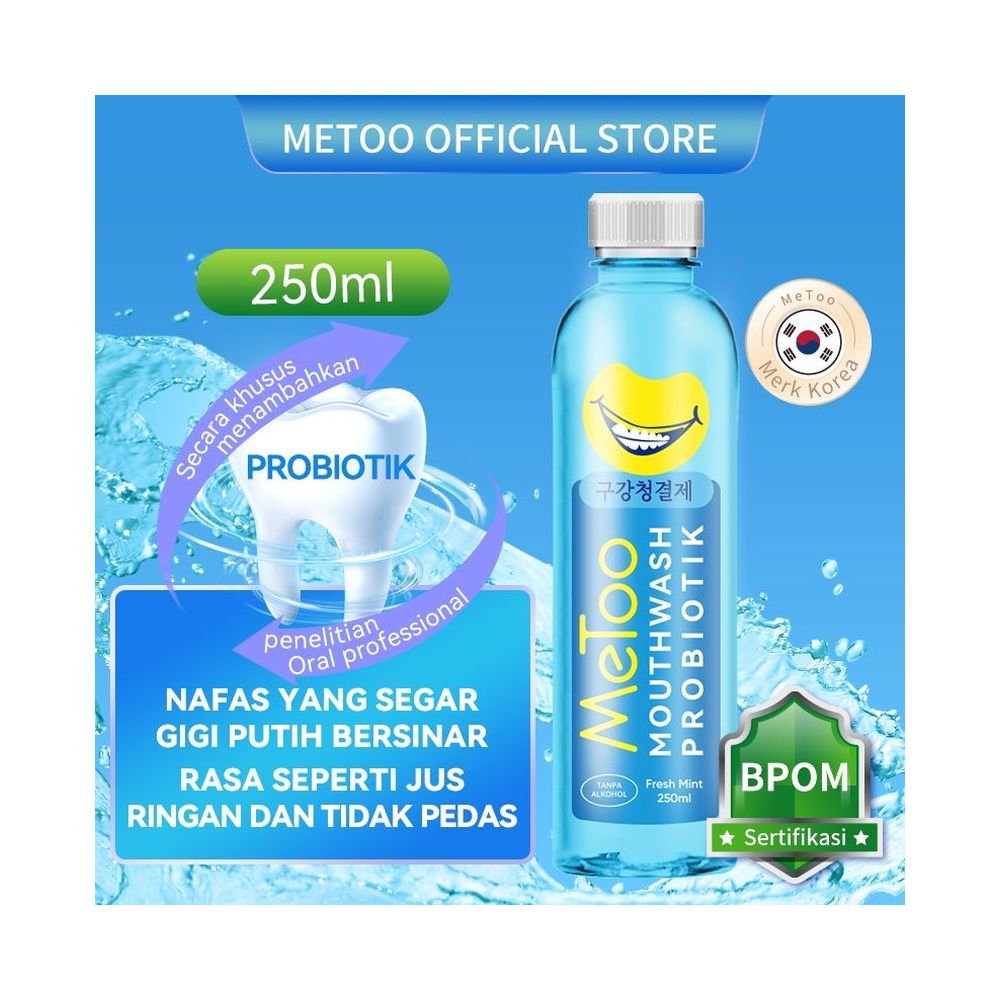 METOO OFFICIAL STORE
250ml
Secara khusus
menambahkan
PROBIOTIK
penelitian
Oral professional
NAFAS YANG SEGAR
GIGI PUTIH BERSINAR
RASA SEPERTI JUS
RINGAN DAN TIDAK PEDAS
구강청결제
MeToo
MOUTHWASH
PROBIOTIK
TANPA
ALKOHOL
Fresh Mint
250ml
MeToo
Merk Korea
BPOM
Sertifikasi